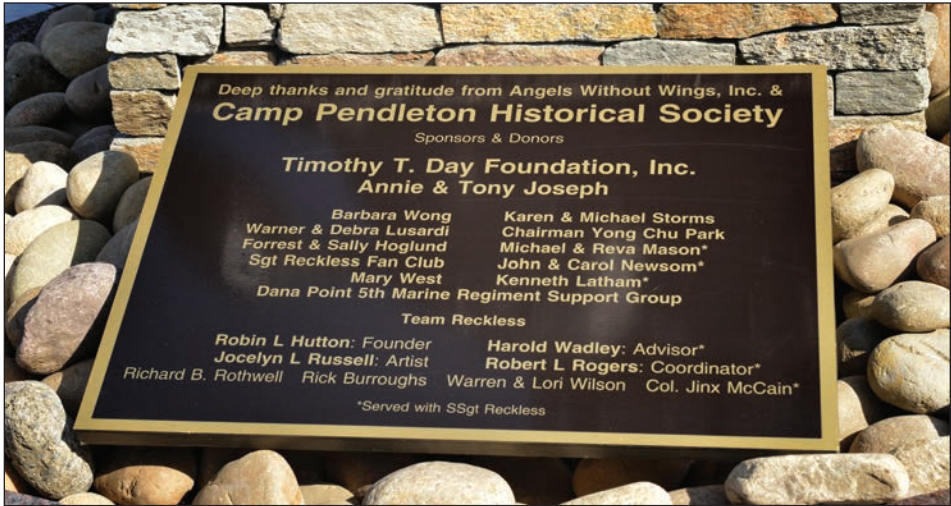 Deep thanks and gratitude from Angels Without Wings, Inc. &
Camp Pendleton Historical Society
Sponsors & Donors
Timothy T. Day Foundation, Inc.
Annie & Tony Joseph
Barbara Wong Karen & Michael Storms
Warner & Debra Lusardi Chairman Yong Chu Park
Forrest & Sally Hoglund Michael & Reva Mason*
Sgt Reckless Fan Club John & Carol Newsom*
Mary West Kenneth Latham*
Dana Point 5th Marine Regiment Support Group
Team Reckless
Robin L Hutton: Founder Harold Wadley: Advisor*
Jocelyn L Russell: Artist Robert L Rogers: Coordinator*
Richard B. Rothwell Rick Burroughs Warren & Lori Wilson Col. Jinx McCain*
*Served with SSgt Reckless